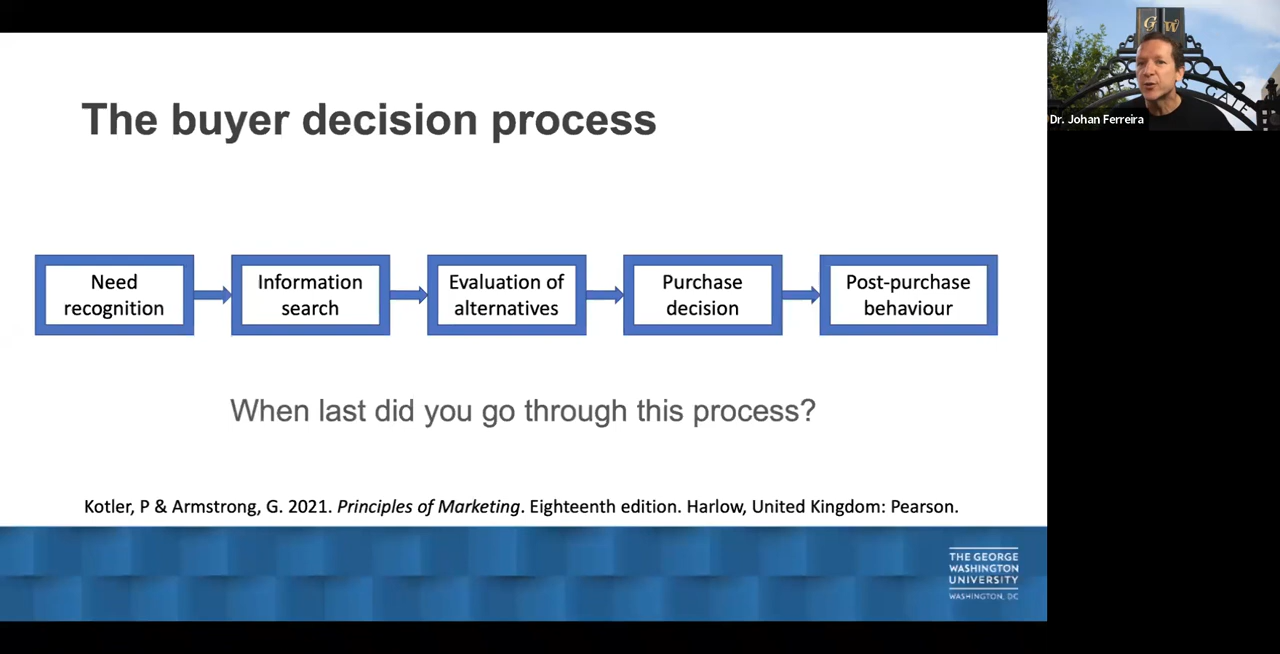 The buyer decision process
Need
recognition
Information
search
Evaluation of
alternatives
Purchase
decision
Post-purchase
behaviour
When last did you go through this process?
Kotler, P & Armstrong, G. 2021. Principles of Marketing. Eighteenth edition. Harlow, United Kingdom: Pearson.
THE GEORGE
WASHINGTON
UNIVERSITY
WASHINGTON, DC
G W
GATE
Dr. Johan Ferreira